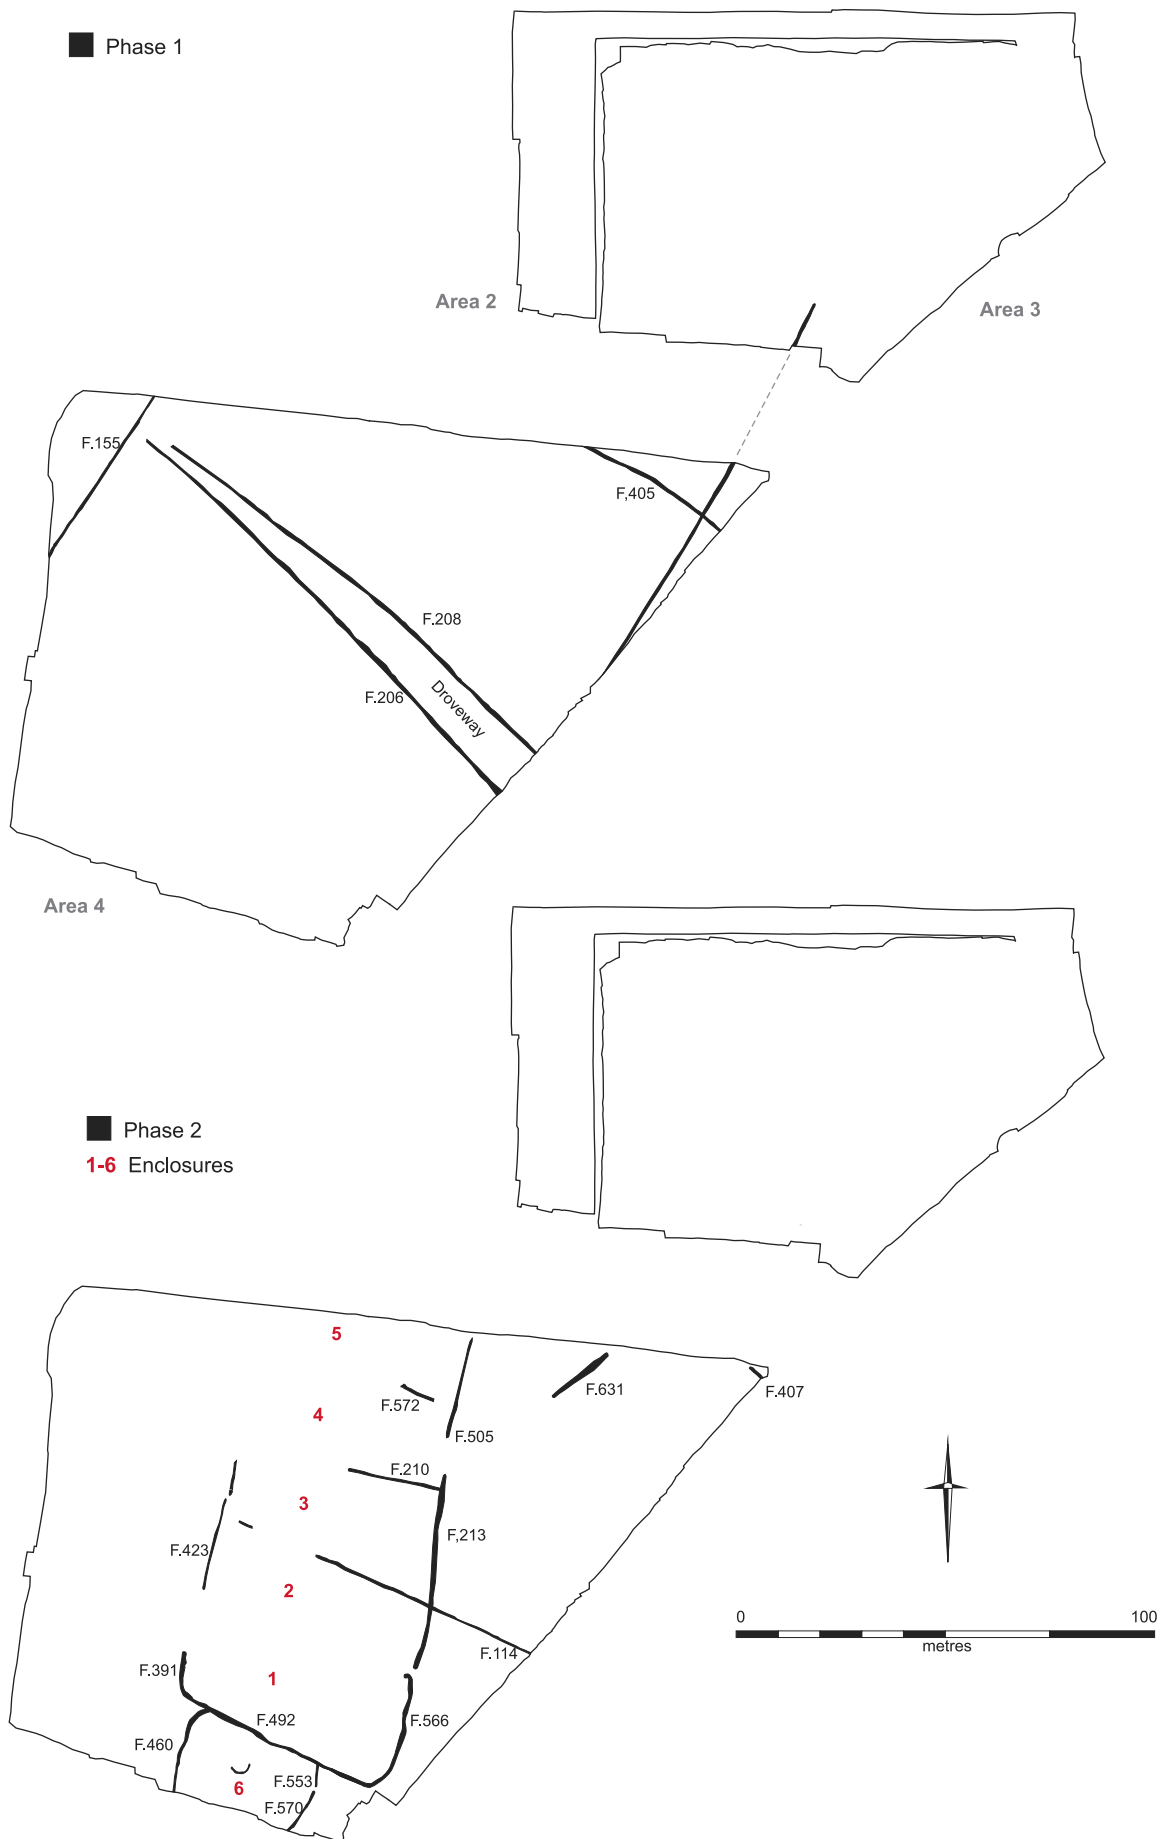 Phase 1
Area 2
Area 3
F.155
F,405
F.208
F.206
Droveway
Area 4
Phase 2
1-6 Enclosures
5
F.572
F.631
F.407
4
F.505
F.210
3
F,213
F.423
2
F.114
F.391
1
F.492
F.566
F.460
F.553
6
F.570
0 100
metres